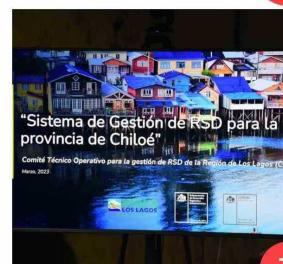 “Sistema de Gestión de RSD para la
provincia de Chiloé”
Comité Técnico Operativo para la gestión de RSD de la Región de Los Lagos (C
Marzo, 2023
LOS LAGOS